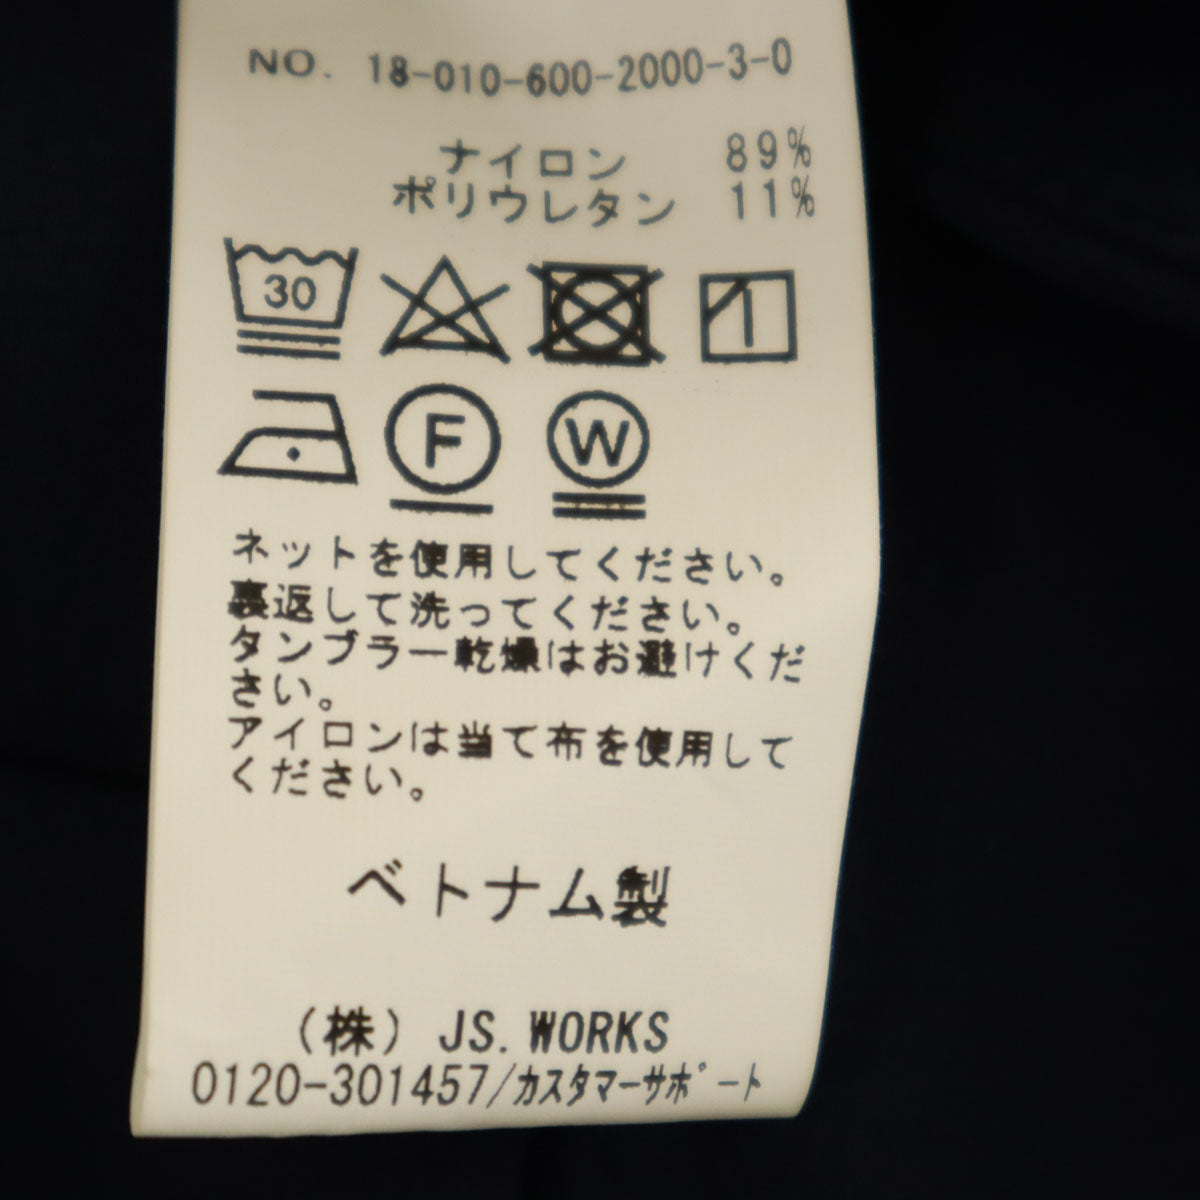 NO. 18-010-600-2000-3-0
ナイロン 89%
ポリウレタン 11%
30
F W
ネットを使用してください。
裏返して洗ってください。
タンブラー乾燥はお避けくだ
さい。
アイロンは当て布を使用して
ください。
ベトナム製
(株) JS. WORKS
0120-301457/カスタマーサポート